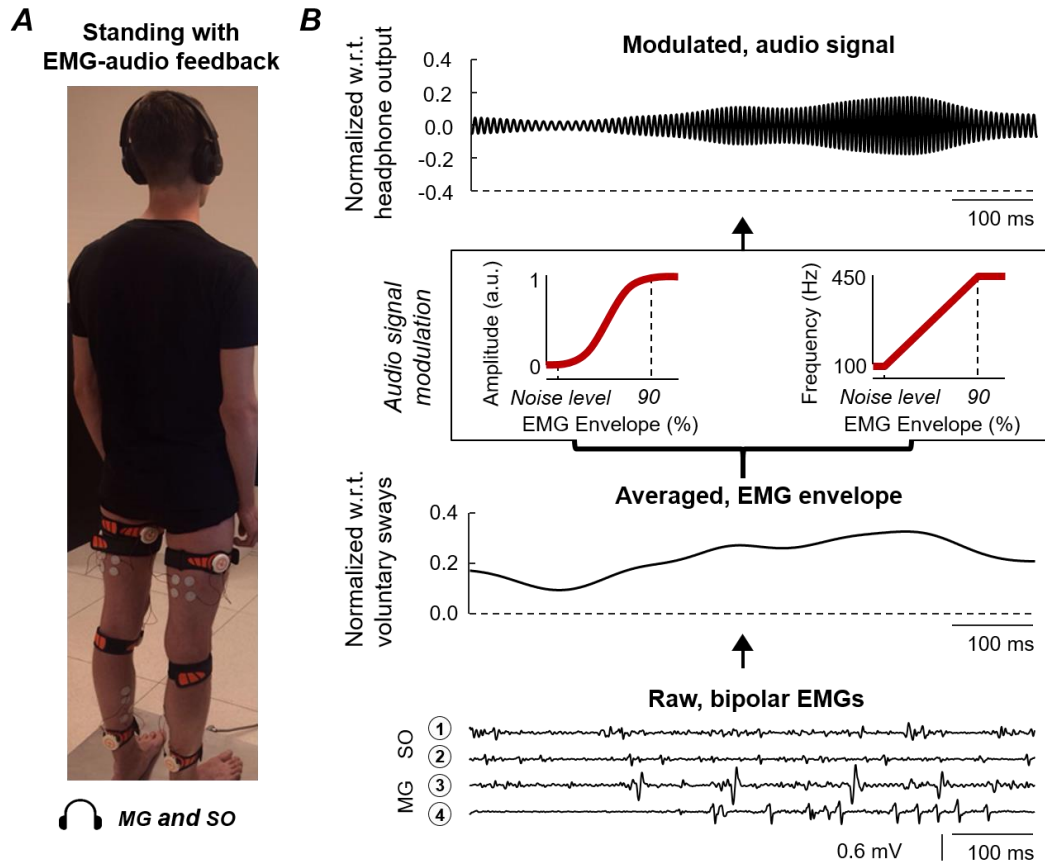 A
Standing with
EMG-audio feedback
MG and SO
B
Modulated, audio signal
Normalized w.r.t.
headphone output
0.4
0.2
0.0
-0.2
-0.4
100 ms
Audio signal
modulation
Amplitude (a.u.)
1
0
Noise level 90
EMG Envelope (%)
Frequency (Hz)
450
100
Noise level 90
EMG Envelope (%)
Averaged, EMG envelope
Normalized w.r.t.
voluntary sways
0.4
0.2
0.0
100 ms
Raw, bipolar EMGs
SO
1
2
MG
3
4
0.6 mV
100 ms